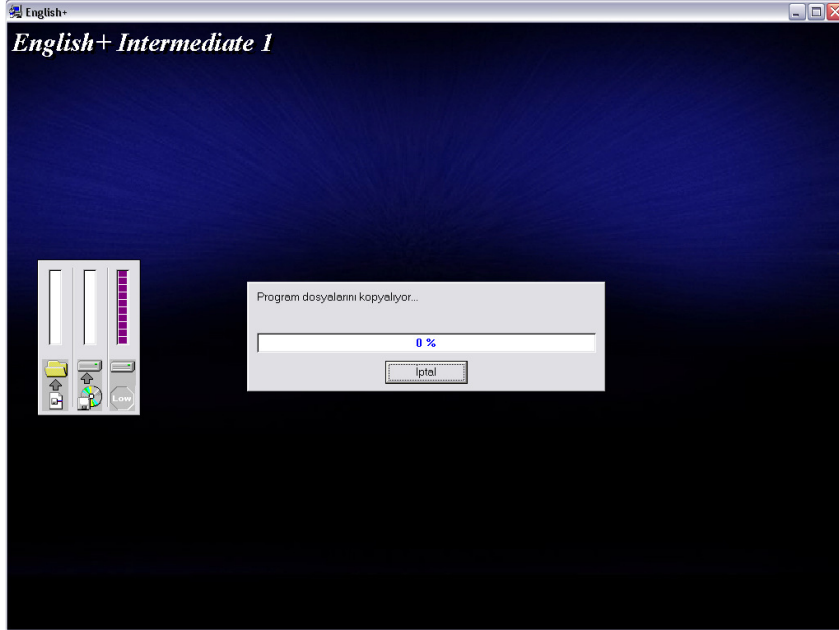 English+
English+ Intermediate 1
Program dosyalarını kopyalıyor...
0 %
İptal
Low